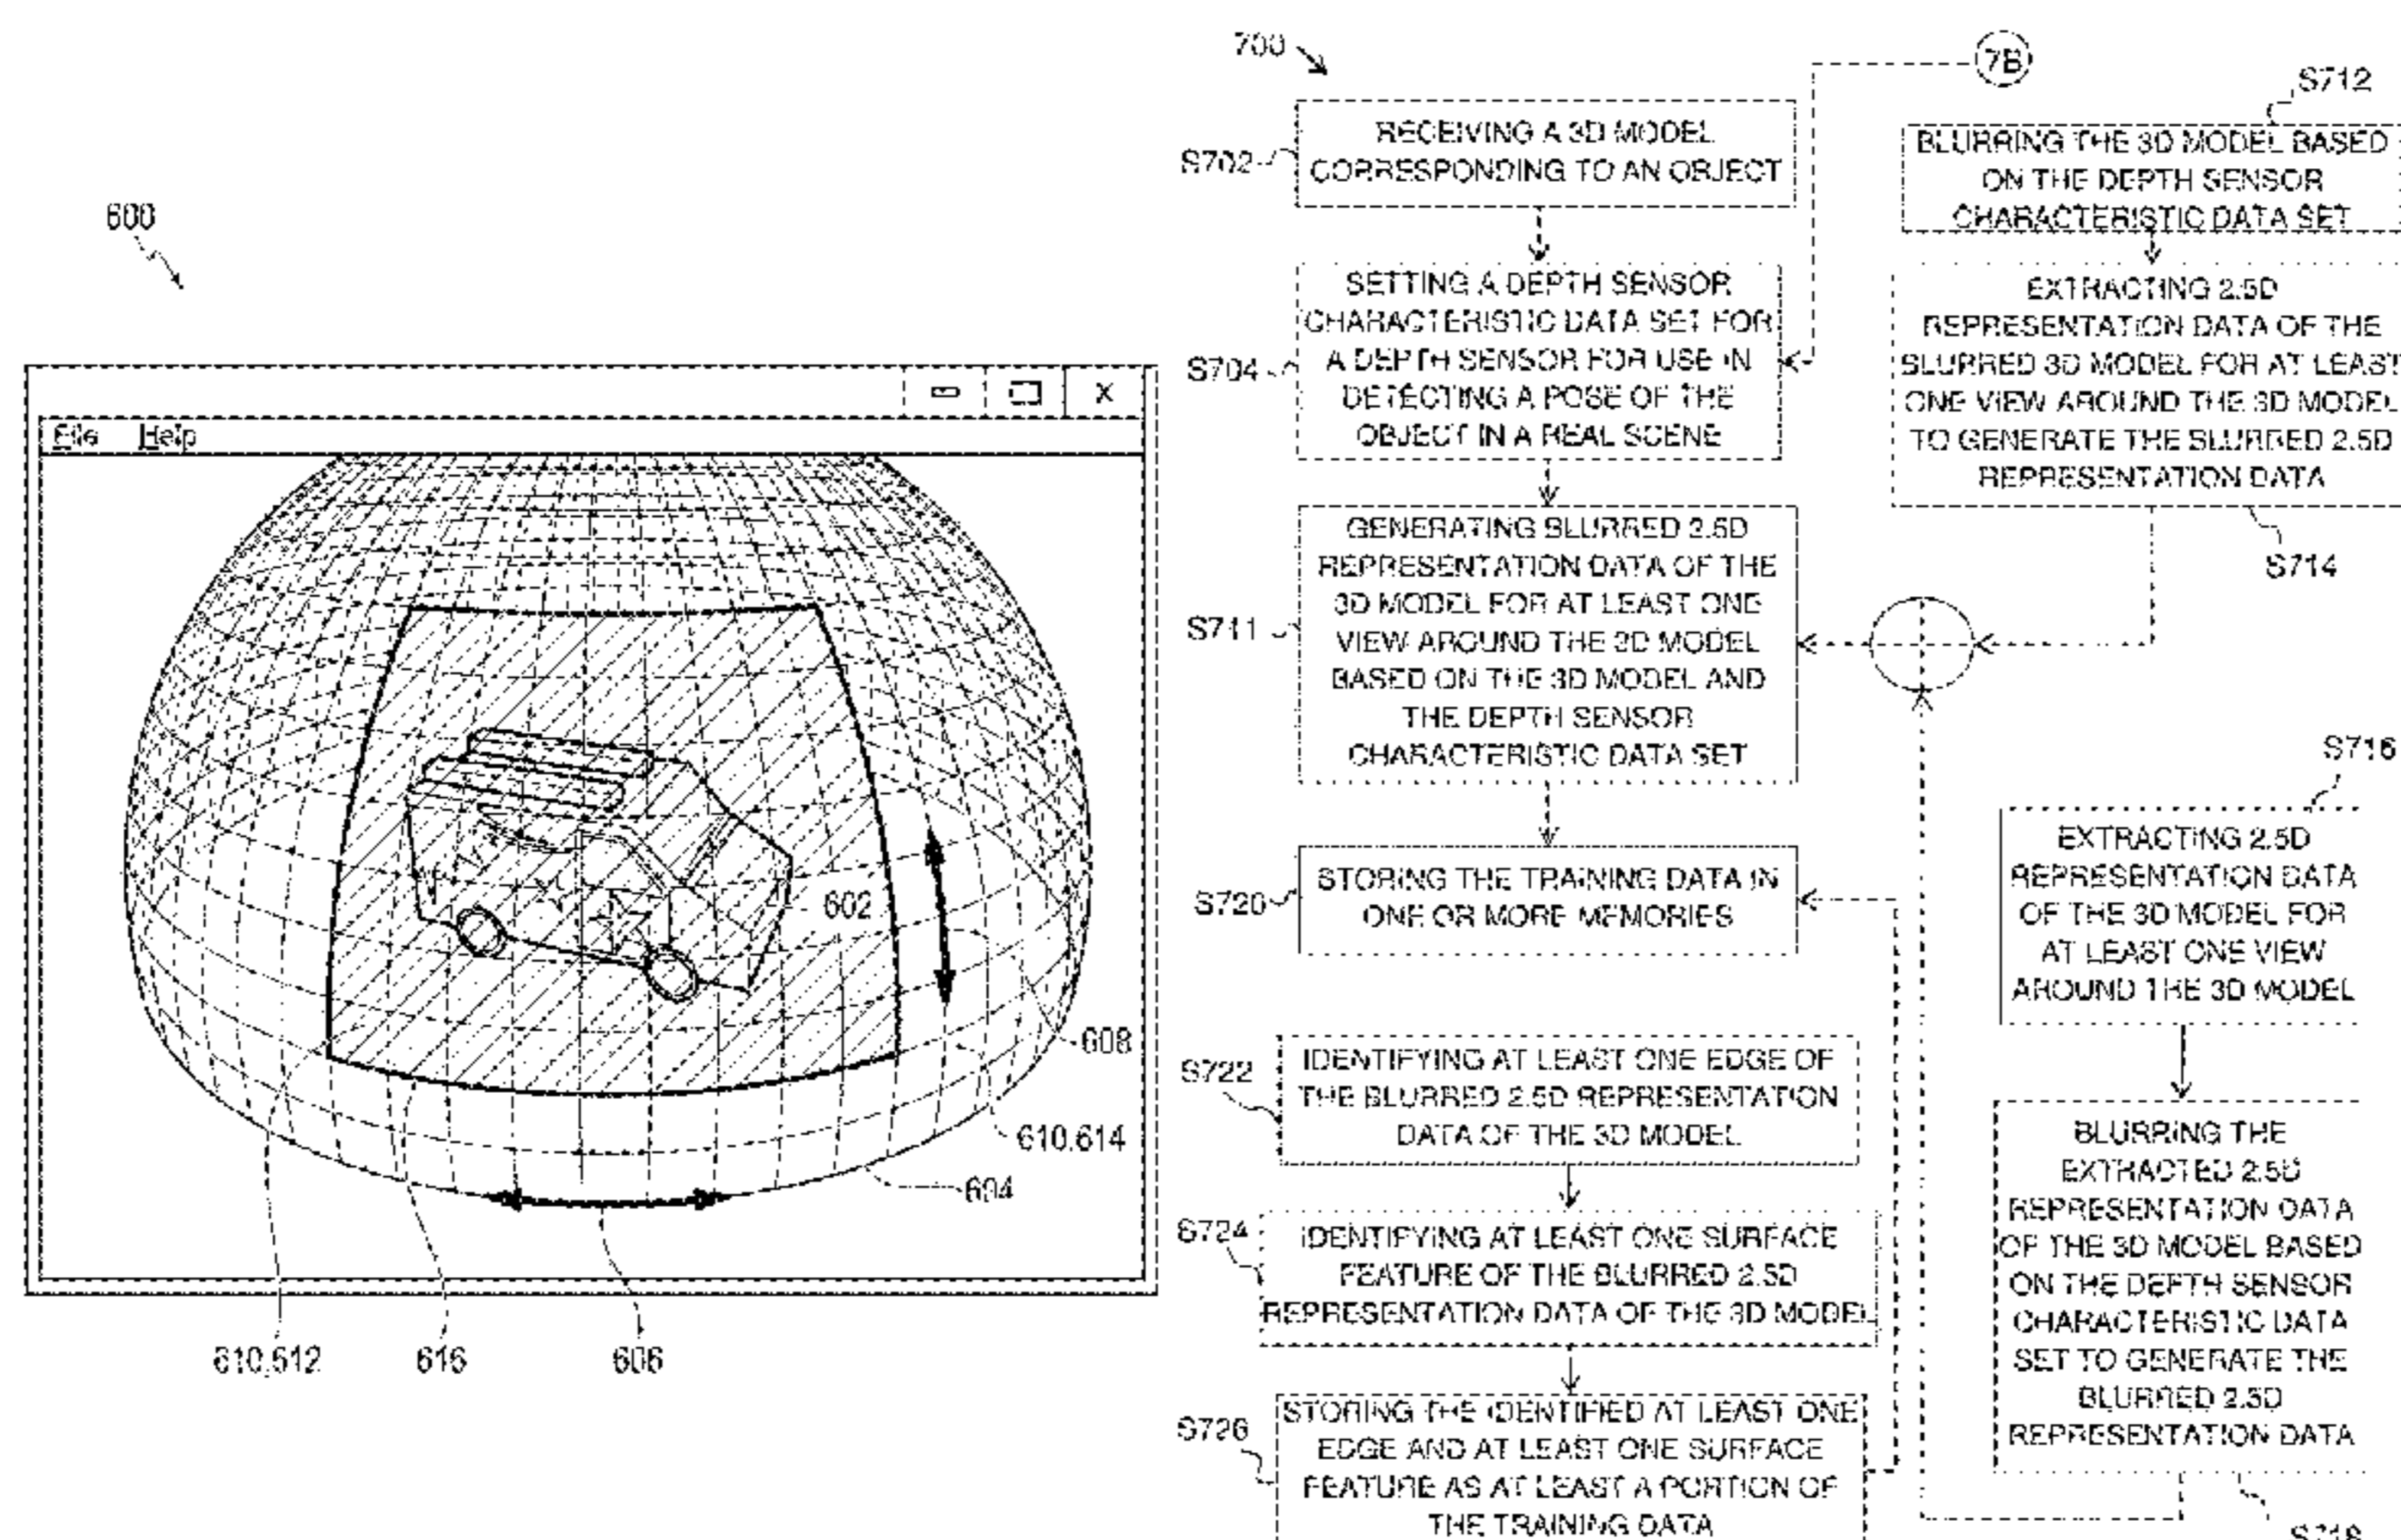 600
File Help
602
608
610,614
604
610,612
616
606
700
7B
S702
RECEIVING A 3D MODEL
CORRESPONDING TO AN OBJECT
S704
SETTING A DEPTH SENSOR
CHARACTERISTIC DATA SET FOR
A DEPTH SENSOR FOR USE IN
DETECTING A POSE OF THE
OBJECT IN A REAL SCENE
S711
GENERATING BLURRED 2.5D
REPRESENTATION DATA OF THE
3D MODEL FOR AT LEAST ONE
VIEW AROUND THE 3D MODEL
BASED ON THE 3D MODEL AND
THE DEPTH SENSOR
CHARACTERISTIC DATA SET
S720
STORING THE TRAINING DATA IN
ONE OR MORE MEMORIES
S722
IDENTIFYING AT LEAST ONE EDGE OF
THE BLURRED 2.5D REPRESENTATION
DATA OF THE 3D MODEL
S724
IDENTIFYING AT LEAST ONE SURFACE
FEATURE OF THE BLURRED 2.5D
REPRESENTATION DATA OF THE 3D MODEL
S726
STORING THE IDENTIFIED AT LEAST ONE
EDGE AND AT LEAST ONE SURFACE
FEATURE AS AT LEAST A PORTION OF
THE TRAINING DATA
S712
BLURRING THE 3D MODEL BASED
ON THE DEPTH SENSOR
CHARACTERISTIC DATA SET
EXTRACTING 2.5D
REPRESENTATION DATA OF THE
BLURRED 3D MODEL FOR AT LEAST
ONE VIEW AROUND THE 3D MODEL
TO GENERATE THE BLURRED 2.5D
REPRESENTATION DATA
S714
S716
EXTRACTING 2.5D
REPRESENTATION DATA
OF THE 3D MODEL FOR
AT LEAST ONE VIEW
AROUND THE 3D MODEL
BLURRING THE
EXTRACTED 2.5D
REPRESENTATION DATA
OF THE 3D MODEL BASED
ON THE DEPTH SENSOR
CHARACTERISTIC DATA
SET TO GENERATE THE
BLURRED 2.5D
REPRESENTATION DATA
S718